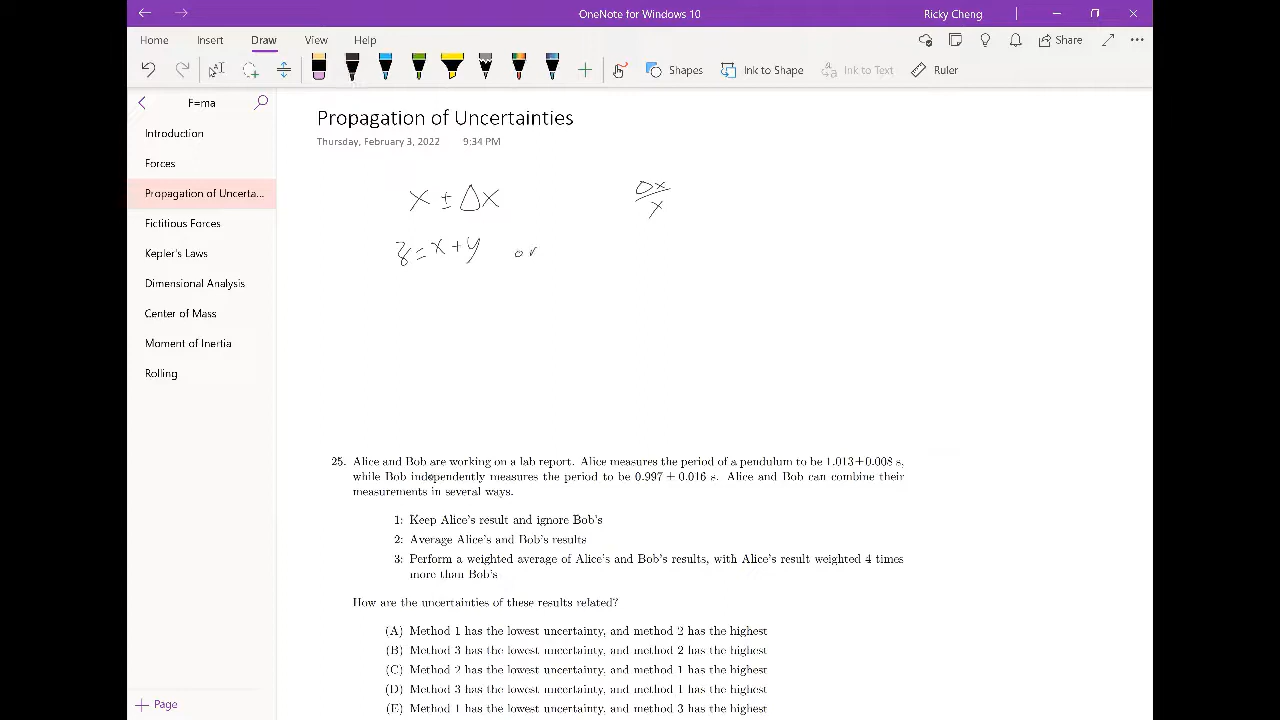 OneNote for Windows 10
Ricky Cheng
Home Insert Draw View Help
Share
Shapes Ink to Shape Ink to Text Ruler
F=ma
Introduction
Forces
Propagation of Uncerta...
Fictitious Forces
Kepler's Laws
Dimensional Analysis
Center of Mass
Moment of Inertia
Rolling
Page
Propagation of Uncertainties
Thursday, February 3, 2022 9:34 PM
x ± Δx
Δx/x
z = x + y or
25. Alice and Bob are working on a lab report. Alice measures the period of a pendulum to be 1.013±0.008 s,
while Bob independently measures the period to be 0.997 ± 0.016 s. Alice and Bob can combine their
measurements in several ways.
1: Keep Alice's result and ignore Bob's
2: Average Alice's and Bob's results
3: Perform a weighted average of Alice's and Bob's results, with Alice's result weighted 4 times
more than Bob's
How are the uncertainties of these results related?
(A) Method 1 has the lowest uncertainty, and method 2 has the highest
(B) Method 3 has the lowest uncertainty, and method 2 has the highest
(C) Method 2 has the lowest uncertainty, and method 1 has the highest
(D) Method 3 has the lowest uncertainty, and method 1 has the highest
(E) Method 1 has the lowest uncertainty, and method 3 has the highest